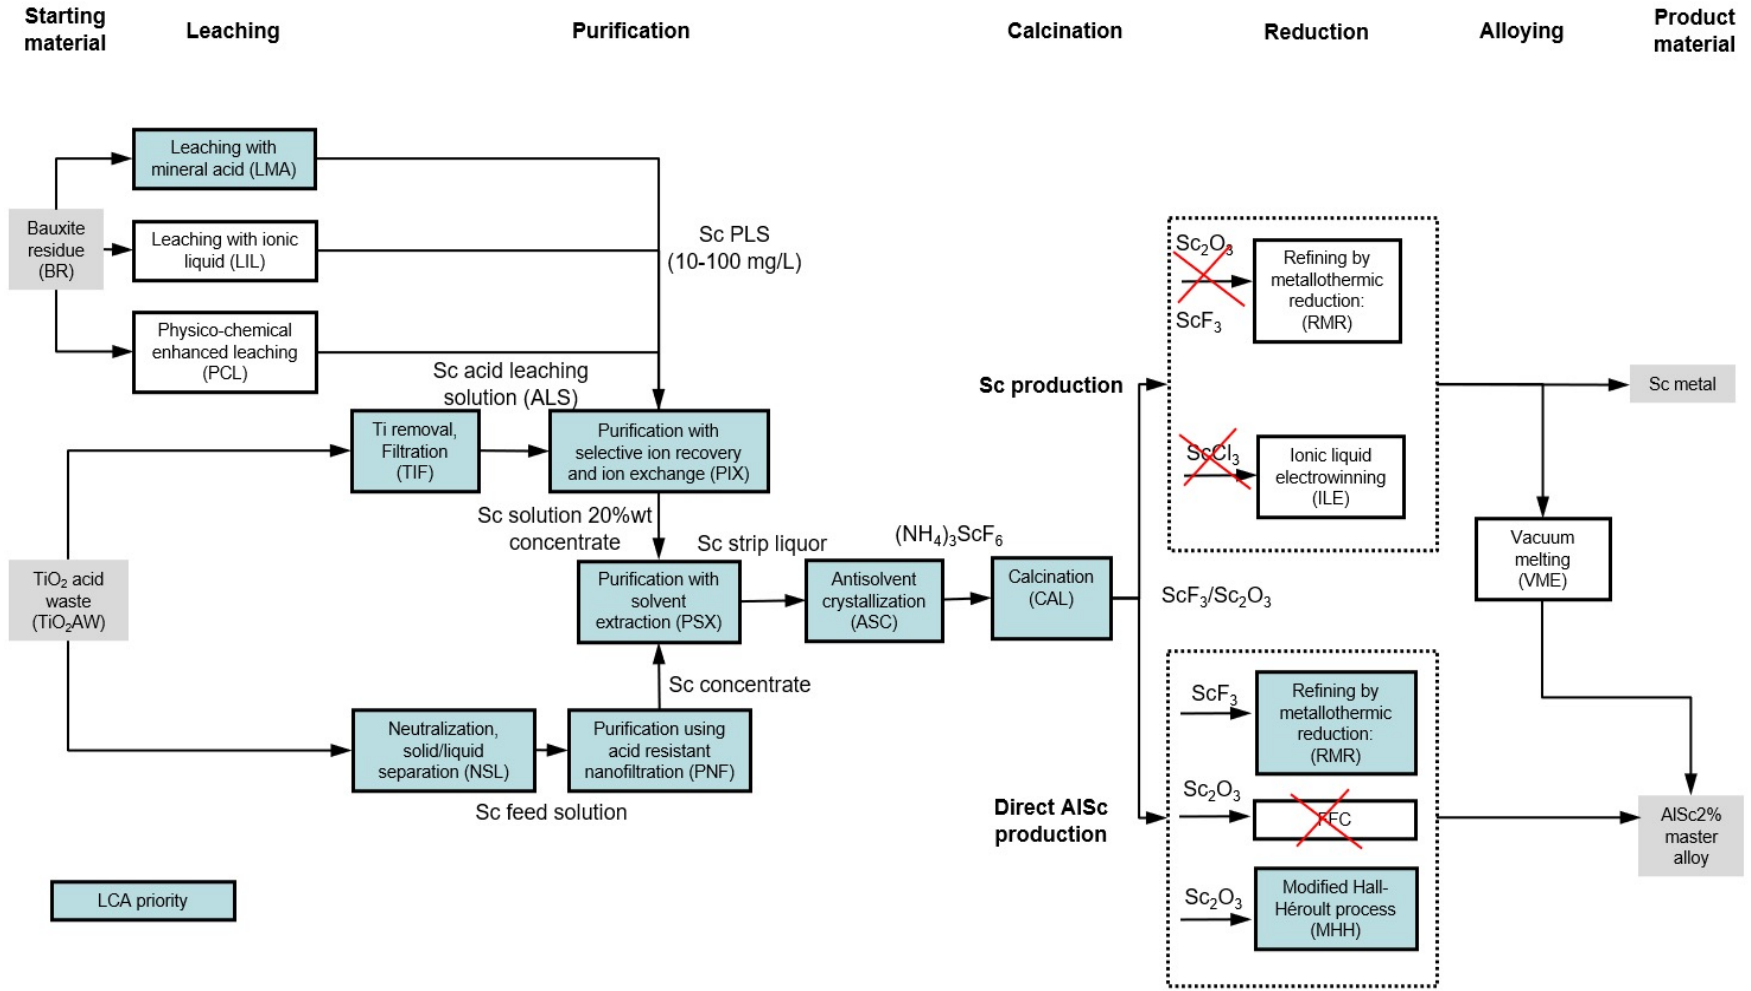 Starting
material
Leaching
Purification
Calcination
Reduction
Alloying
Product
material
Leaching with
mineral acid (LMA)
Bauxite
residue
(BR)
Leaching with ionic
liquid (LIL)
Sc PLS
(10-100 mg/L)
Physico-chemical
enhanced leaching
(PCL)
Sc acid leaching
solution (ALS)
Ti removal,
Filtration
(TIF)
Purification with
selective ion recovery
and ion exchange (PIX)
Sc solution 20%wt
concentrate
TiO₂ acid
waste
(TiO₂AW)
Purification with
solvent
extraction (PSX)
Sc strip liquor
Antisolvent
crystallization
(ASC)
(NH₄)₃ScF₆
Calcination
(CAL)
ScF₃/Sc₂O₃
Sc concentrate
Neutralization,
solid/liquid
separation (NSL)
Purification using
acid resistant
nanofiltration (PNF)
Sc feed solution
Sc production
Sc₂O₃
ScF₃
Refining by
metallothermic
reduction:
(RMR)
ScCl₃
Ionic liquid
electrowinning
(ILE)
Sc metal
Vacuum
melting
(VME)
Direct AlSc
production
ScF₃
Refining by
metallothermic
reduction:
(RMR)
Sc₂O₃
FFC
Sc₂O₃
Modified Hall-
Héroult process
(MHH)
AlSc2%
master
alloy
LCA priority